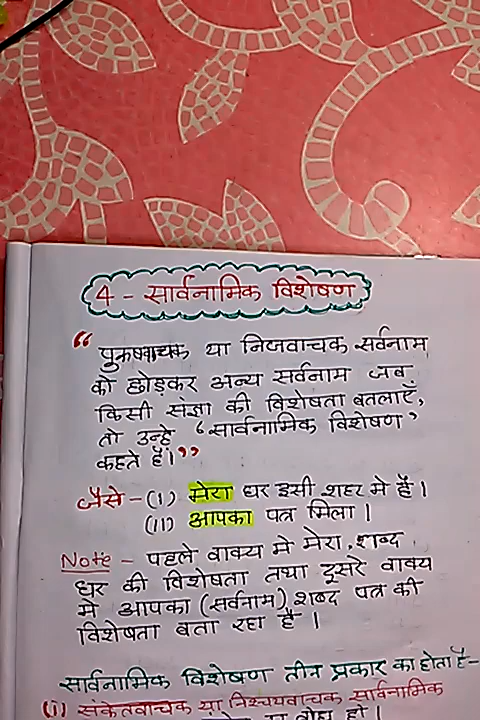 4 - सार्वनामिक विशेषण
“ पुरुषवाचक या निजवाचक सर्वनाम
को छोड़कर अन्य सर्वनाम जब
किसी संज्ञा की विशेषता बतलाएँ,
तो उन्हे ‘सार्वनामिक विशेषण’
कहते है।”
जैसे - (i) मेरा घर इसी शहर मे है।
(ii) आपका पत्र मिला।
Note - पहले वाक्य मे मेरा, शब्द
घर की विशेषता तथा दूसरे वाक्य
मे आपका (सर्वनाम) शब्द पत्र की
विशेषता बता रहा है।
सार्वनामिक विशेषण तीन प्रकार का होता है-
(i) संकेतवाचक या निश्चयवाचक सार्वनामिक